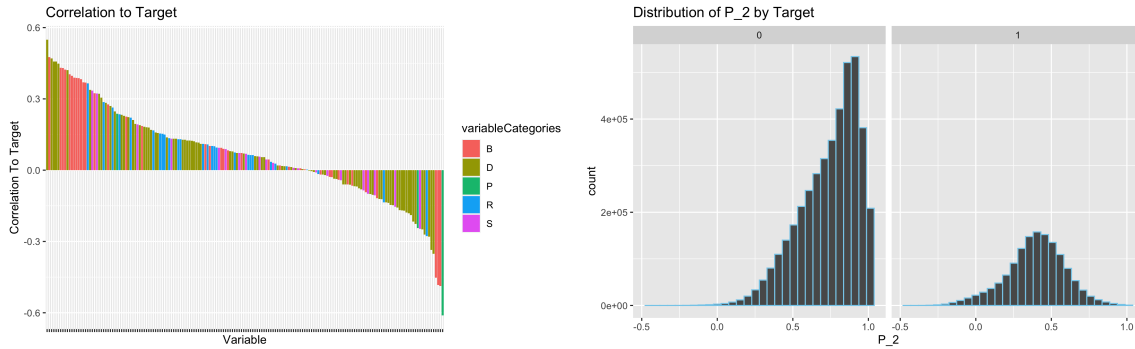 Correlation to Target
0.6
0.3
0.0
-0.3
-0.6
Correlation To Target
Variable
variableCategories
B
D
P
R
S
Distribution of P_2 by Target
0
1
4e+05
2e+05
0e+00
count
-0.5
0.0
0.5
1.0
-0.5
0.0
0.5
1.0
P_2